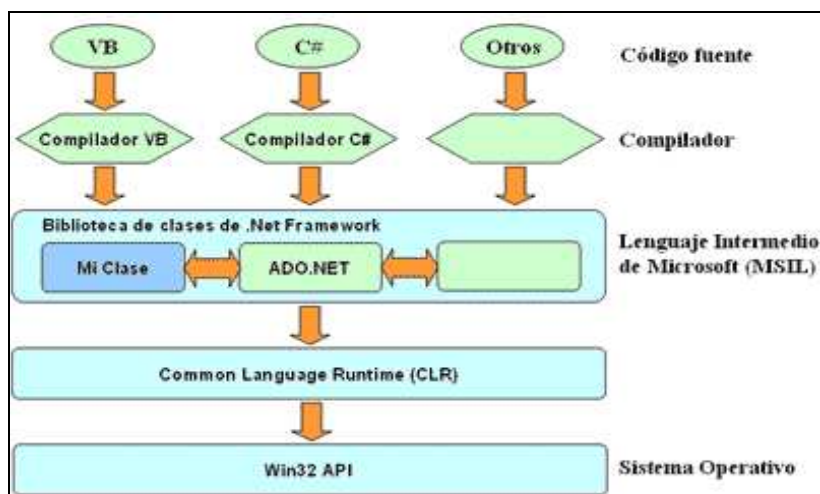 VB
C#
Otros
Código fuente
Compilador VB
Compilador C#
Compilador
Biblioteca de clases de .Net Framework
Mi Clase
ADO.NET
Lenguaje Intermedio
de Microsoft (MSIL)
Common Language Runtime (CLR)
Win32 API
Sistema Operativo